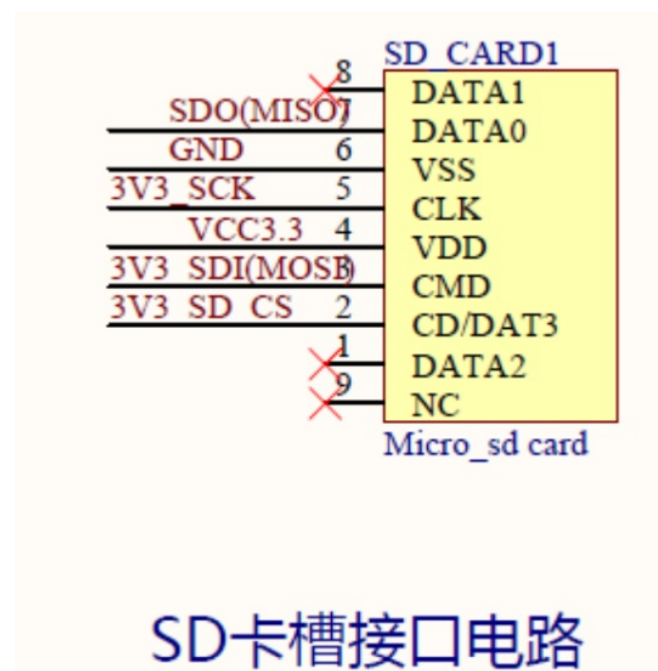 SD_CARD1
8 DATA1
SDO(MISO) 7 DATA0
GND 6 VSS
3V3_SCK 5 CLK
VCC3.3 4 VDD
3V3_SDI(MOSI) 3 CMD
3V3_SD_CS 2 CD/DAT3
1 DATA2
9 NC
Micro_sd card
SD卡槽接口电路